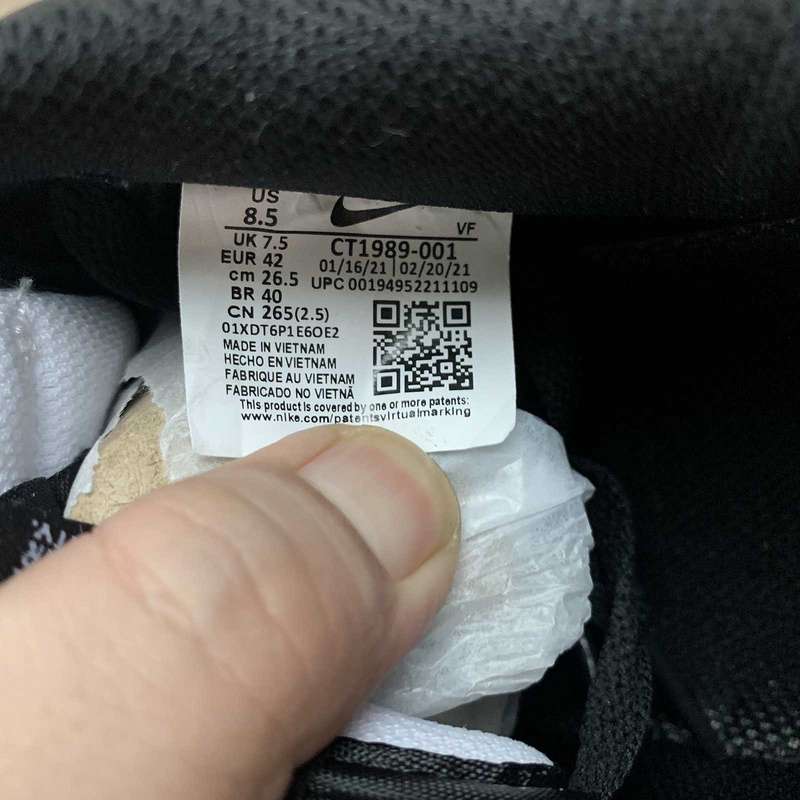 US
8.5
VF
UK 7.5
CT1989-001
EUR 42
01/16/21 | 02/20/21
cm 26.5
UPC 00194952211109
BR 40
CN 265(2.5)
01XDT6P1E6OE2
MADE IN VIETNAM
HECHO EN VIETNAM
FABRIQUE AU VIETNAM
FABRICADO NO VIETNÃ
This product is covered by one or more patents:
www.nike.com/patentsvirtualmarking